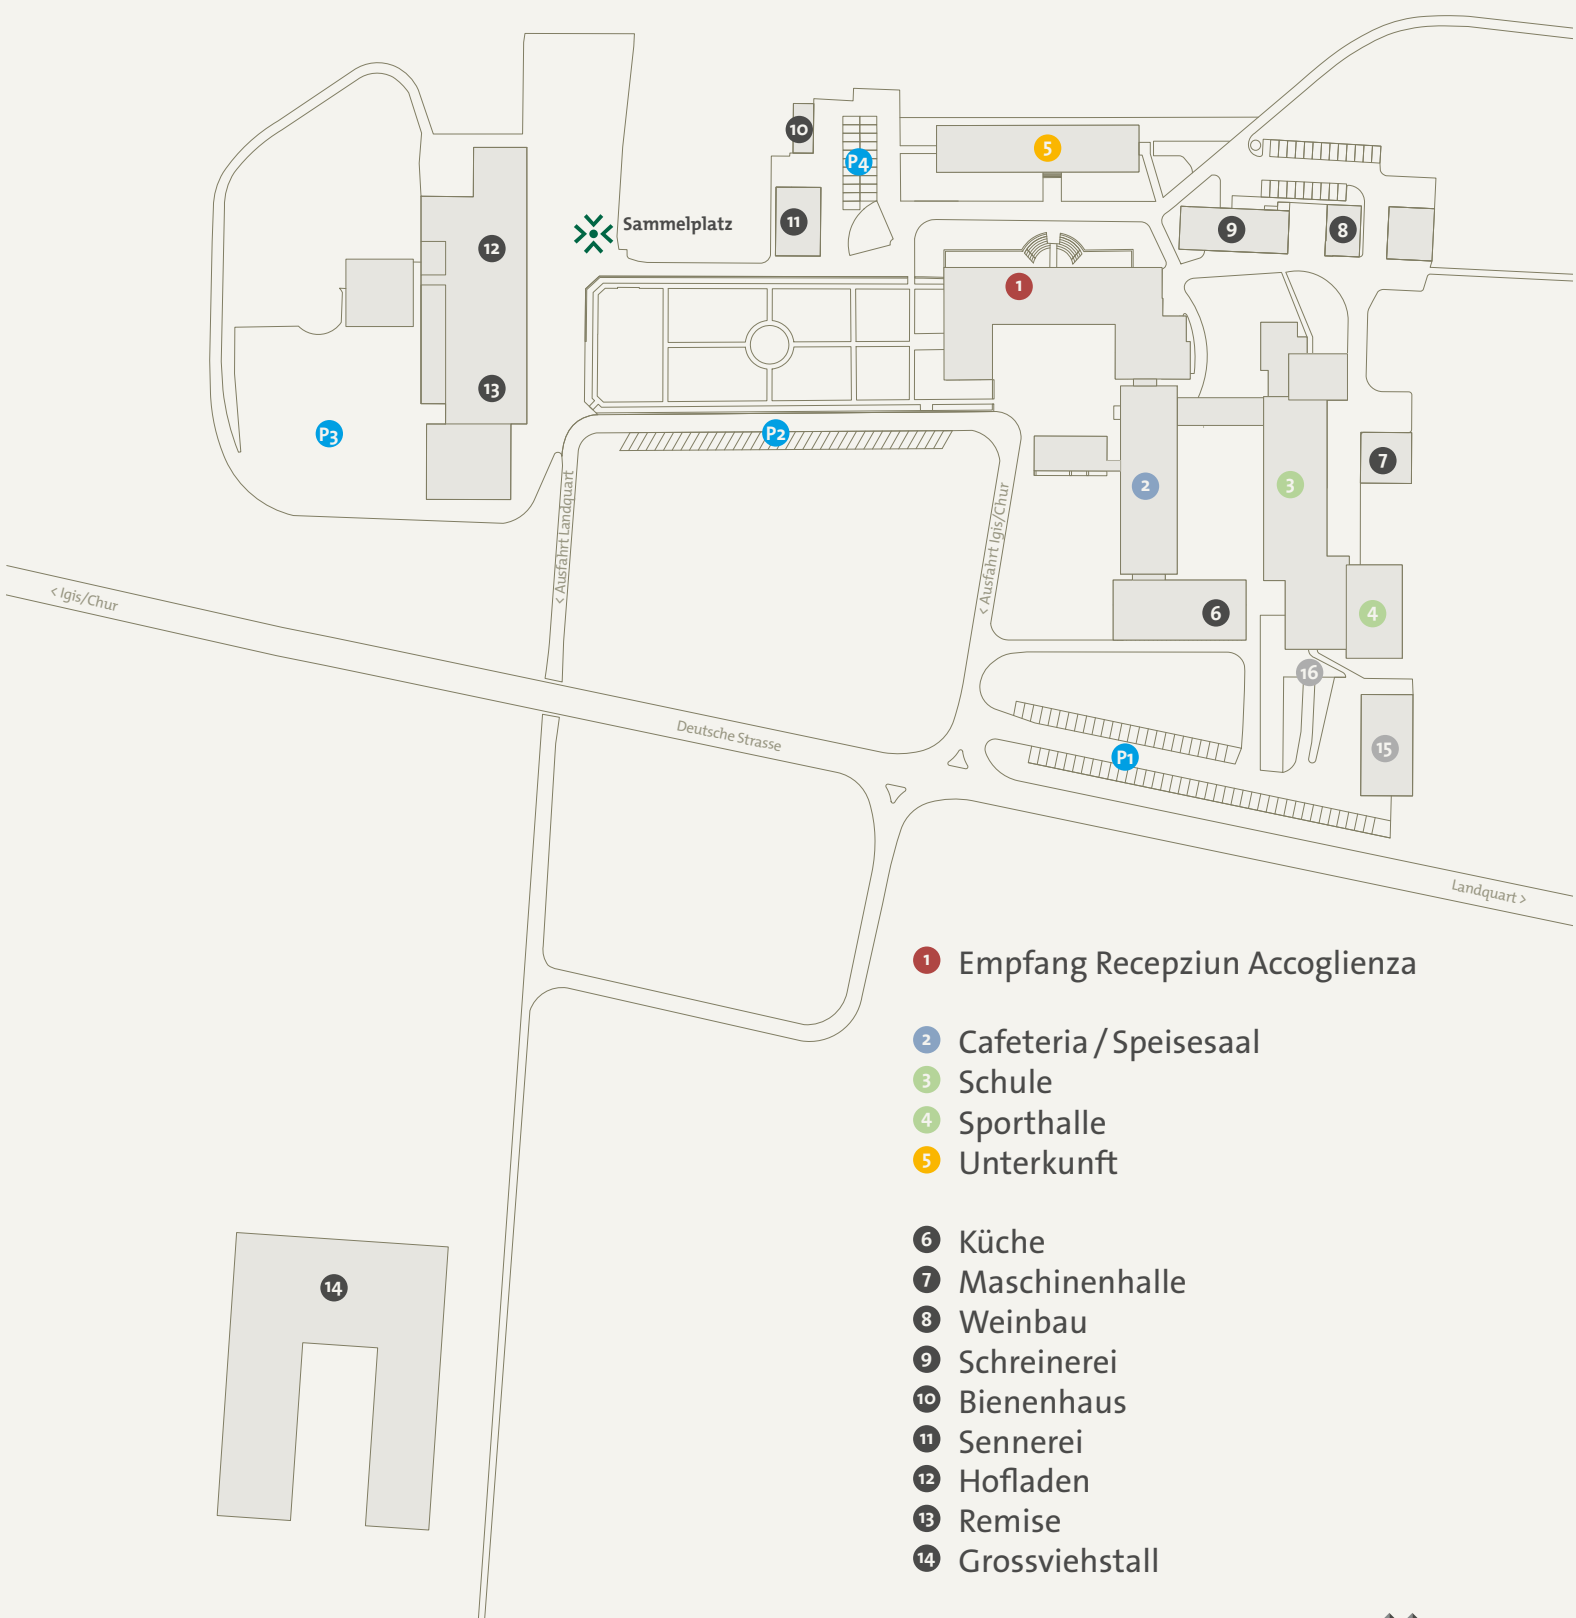 10
P4
5
11
Sammelplatz
9
8
12
1
13
P3
P2
7
2
3
< Ausfahrt Landquart
< Ausfahrt Igis/Chur
< Igis/Chur
6
4
16
Deutsche Strasse
15
P1
Landquart >
1 Empfang Recepziun Accoglienza
2 Cafeteria / Speisesaal
3 Schule
4 Sporthalle
5 Unterkunft
6 Küche
7 Maschinenhalle
8 Weinbau
9 Schreinerei
10 Bienenhaus
11 Sennerei
12 Hofladen
13 Remise
14 Grossviehstall
14